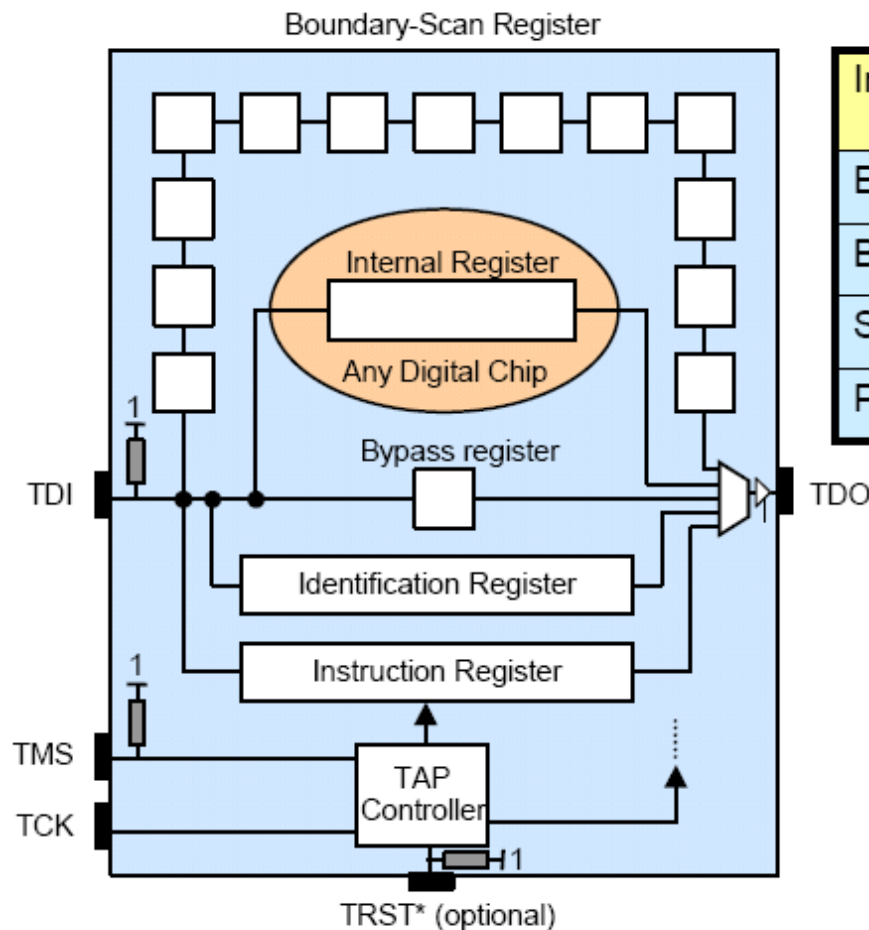 Boundary-Scan Register
Internal Register
Any Digital Chip
1
Bypass register
TDI
TDO
Identification Register
1
Instruction Register
TMS
TAP
Controller
TCK
1
TRST* (optional)